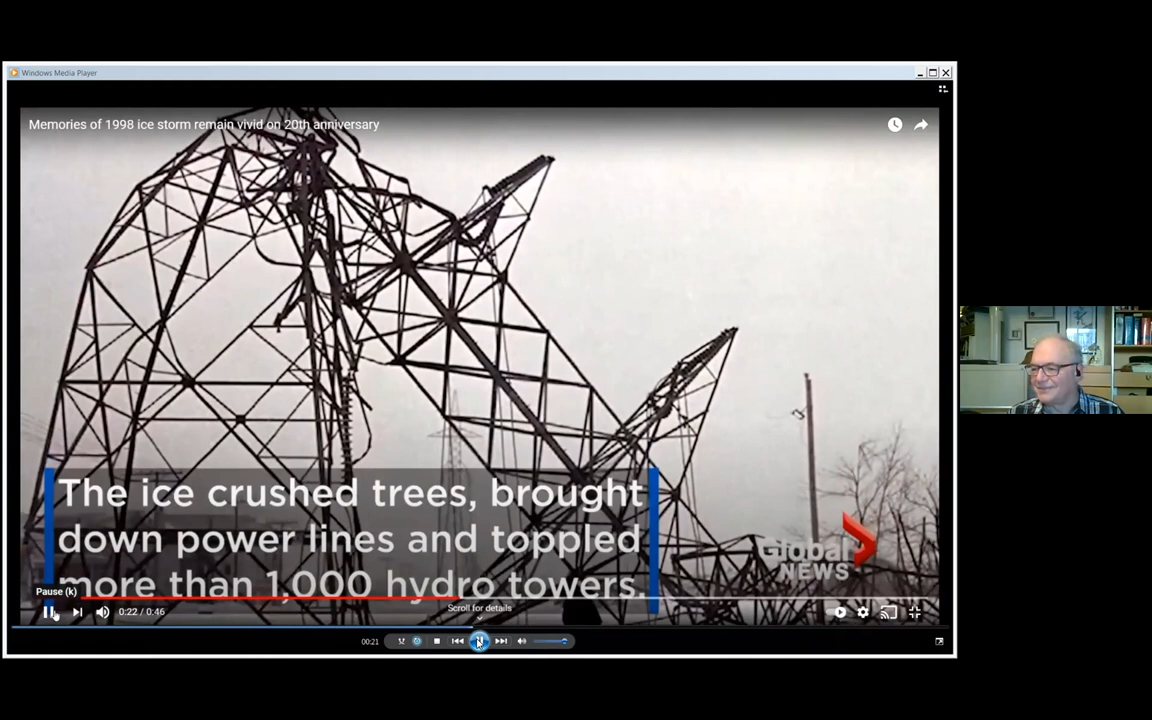 Windows Media Player
Memories of 1998 ice storm remain vivid on 20th anniversary
The ice crushed trees, brought
down power lines and toppled
more than 1,000 hydro towers.
Global
NEWS
Pause (k)
Scroll for details
0:22 / 0:46
00:21